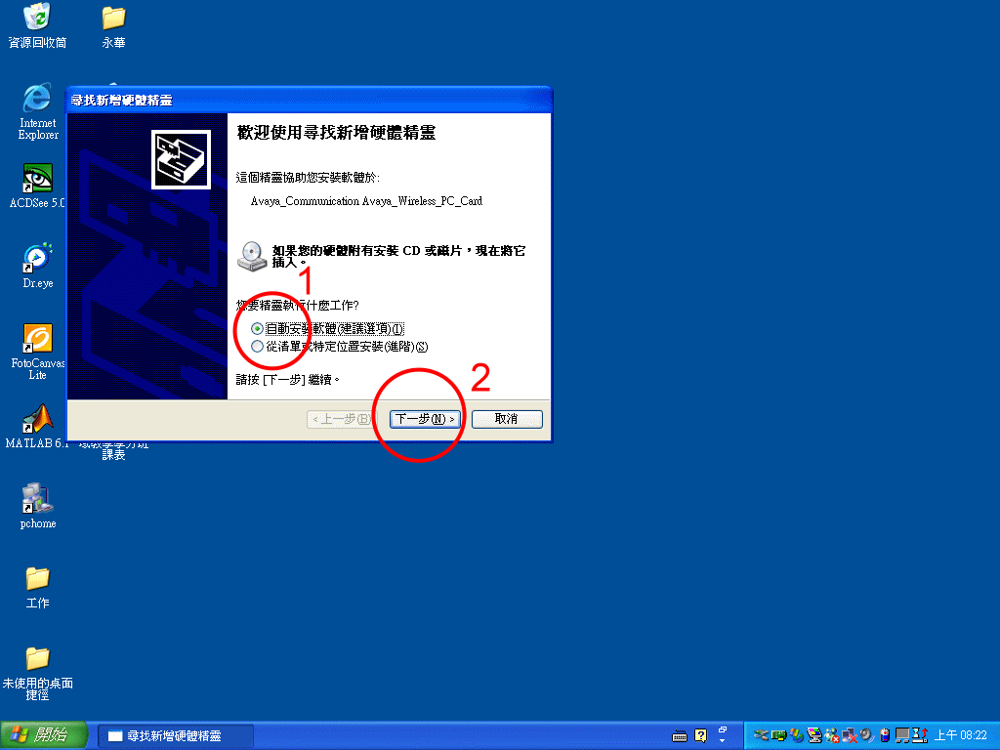 資源回收筒
永華
Internet
Explorer
ACDSee 5.0
Dr.eye
FotoCanvas
Lite
MATLAB 6.1
課表
pchome
工作
未使用的桌面
捷徑
尋找新增硬體精靈
歡迎使用尋找新增硬體精靈
這個精靈協助您安裝軟體於:
Avaya_Communication Avaya_Wireless_PC_Card
如果您的硬體附有安裝 CD 或磁片，現在將它
插入。
1
您要精靈執行什麼工作?
自動安裝軟體(建議選項)(I)
從清單或特定位置安裝(進階)(S)
請按 [下一步] 繼續。
2
< 上一步(B)
下一步(N) >
取消
開始
尋找新增硬體精靈
上午 08:22